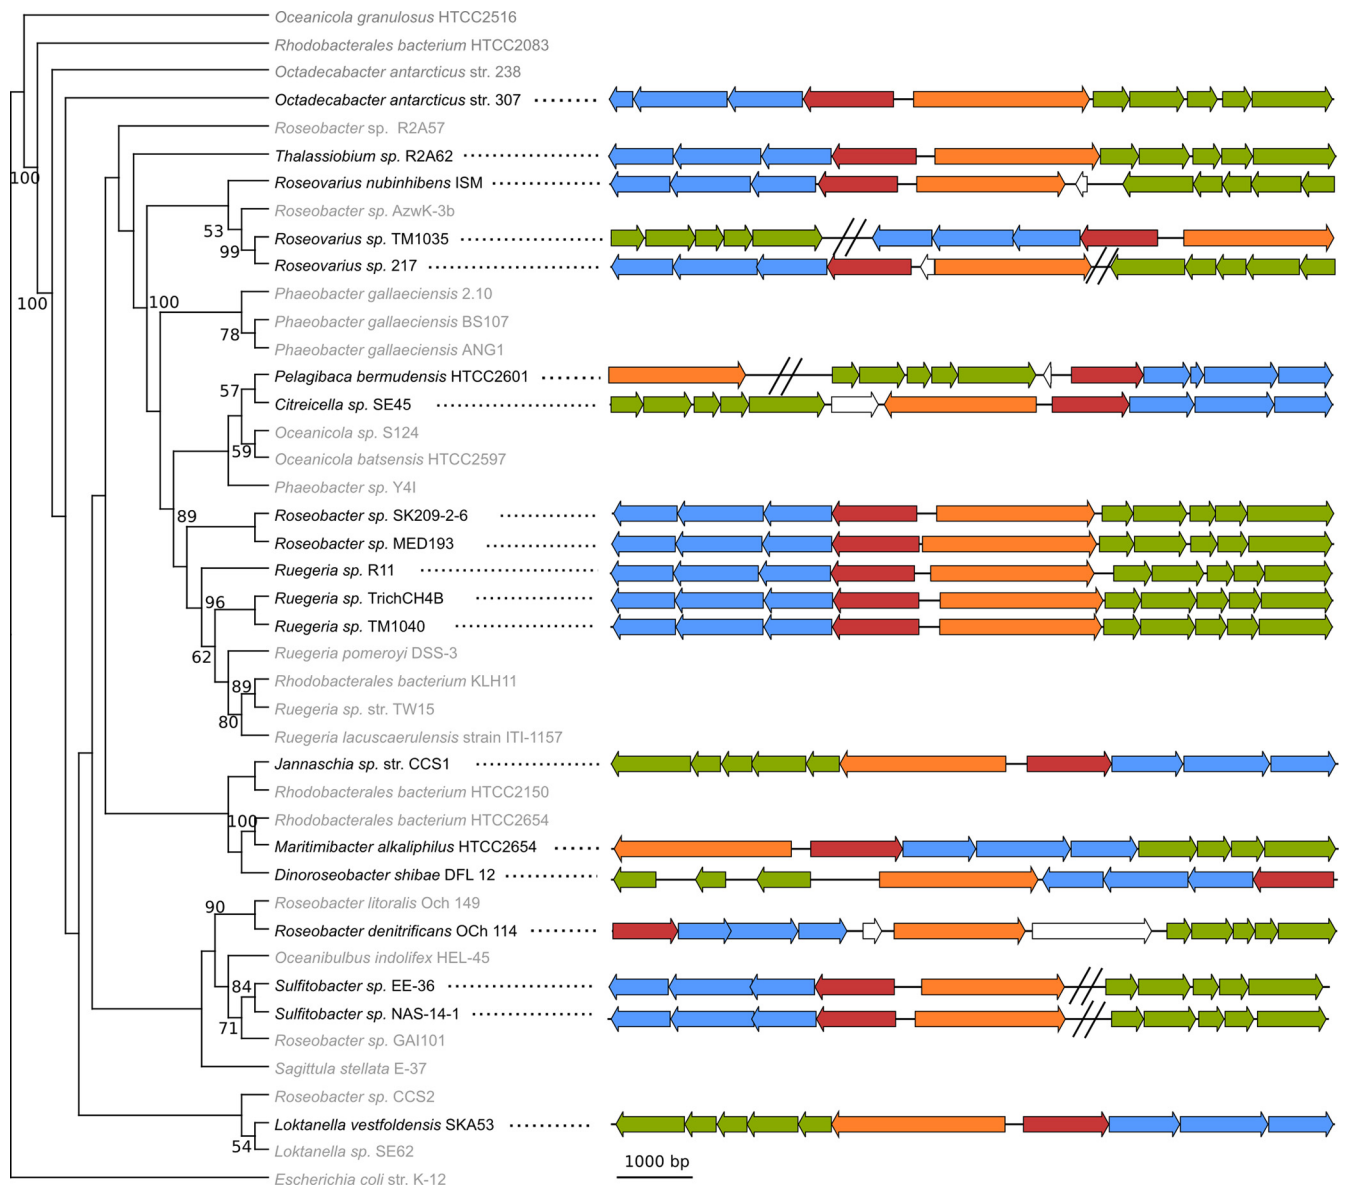 Oceanicola granulosus HTCC2516
Rhodobacterales bacterium HTCC2083
Octadecabacter antarcticus str. 238
Octadecabacter antarcticus str. 307
Roseobacter sp. R2A57
Thalassiobium sp. R2A62
100
Roseovarius nubinhibens ISM
Roseobacter sp. AzwK-3b
53
Roseovarius sp. TM1035
99
Roseovarius sp. 217
Phaeobacter gallaeciensis 2.10
100
100
Phaeobacter gallaeciensis BS107
78
Phaeobacter gallaeciensis ANG1
Pelagibaca bermudensis HTCC2601
57
Citreicella sp. SE45
Oceanicola sp. S124
59
Oceanicola batsensis HTCC2597
Phaeobacter sp. Y4I
89
Roseobacter sp. SK209-2-6
Roseobacter sp. MED193
Ruegeria sp. R11
Ruegeria sp. TrichCH4B
96
Ruegeria sp. TM1040
62
Ruegeria pomeroyi DSS-3
Rhodobacterales bacterium KLH11
89
Ruegeria sp. str. TW15
80
Ruegeria lacuscaerulensis strain ITI-1157
Jannaschia sp. str. CCS1
Rhodobacterales bacterium HTCC2150
100
Rhodobacterales bacterium HTCC2654
Maritimibacter alkaliphilus HTCC2654
Dinoroseobacter shibae DFL 12
Roseobacter litoralis Och 149
90
Roseobacter denitrificans OCh 114
Oceanibulbus indolifex HEL-45
84
Sulfitobacter sp. EE-36
Sulfitobacter sp. NAS-14-1
71
Roseobacter sp. GAI101
Sagittula stellata E-37
Roseobacter sp. CCS2
Loktanella vestfoldensis SKA53
54
Loktanella sp. SE62
1000 bp
Escherichia coli str. K-12